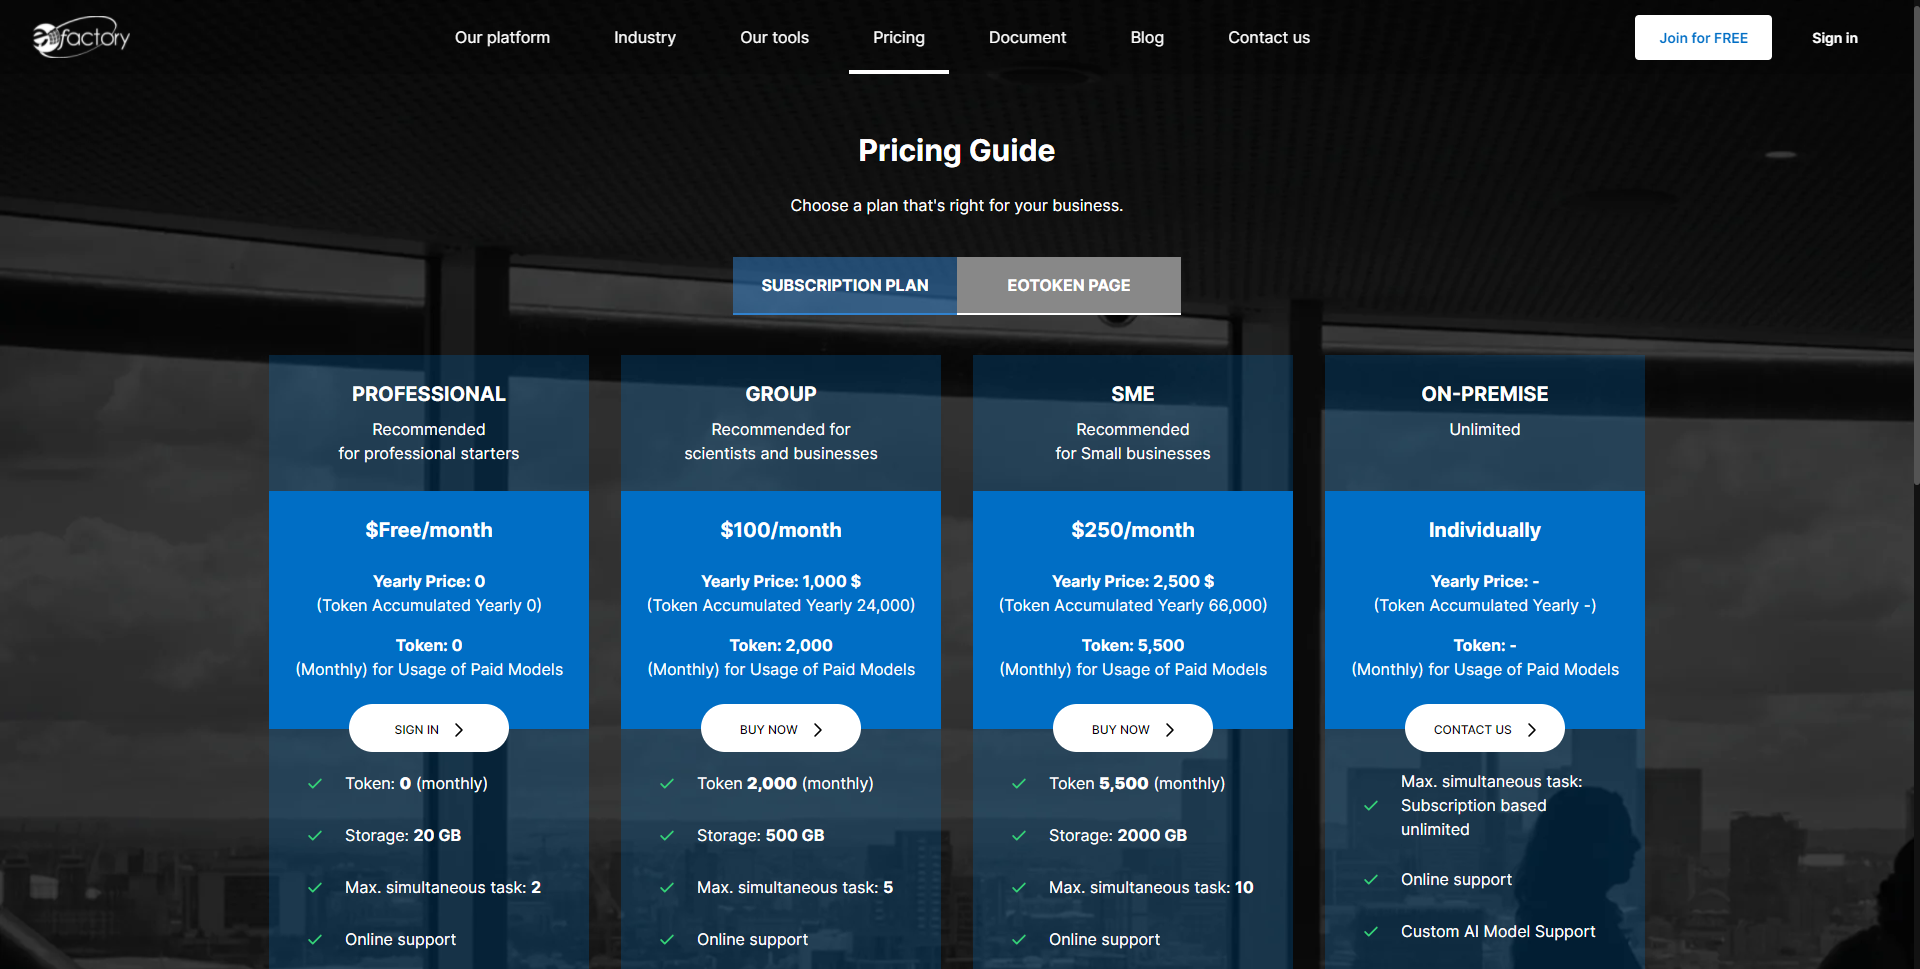 eofactory
Our platform
Industry
Our tools
Pricing
Document
Blog
Contact us
Join for FREE
Sign in
Pricing Guide
Choose a plan that's right for your business.
SUBSCRIPTION PLAN
EOTOKEN PAGE
PROFESSIONAL
Recommended
for professional starters
$Free/month
Yearly Price: 0
(Token Accumulated Yearly 0)
Token: 0
(Monthly) for Usage of Paid Models
SIGN IN
Token: 0 (monthly)
Storage: 20 GB
Max. simultaneous task: 2
Online support
GROUP
Recommended for
scientists and businesses
$100/month
Yearly Price: 1,000 $
(Token Accumulated Yearly 24,000)
Token: 2,000
(Monthly) for Usage of Paid Models
BUY NOW
Token 2,000 (monthly)
Storage: 500 GB
Max. simultaneous task: 5
Online support
SME
Recommended
for Small businesses
$250/month
Yearly Price: 2,500 $
(Token Accumulated Yearly 66,000)
Token: 5,500
(Monthly) for Usage of Paid Models
BUY NOW
Token 5,500 (monthly)
Storage: 2000 GB
Max. simultaneous task: 10
Online support
ON-PREMISE
Unlimited
Individually
Yearly Price: -
(Token Accumulated Yearly -)
Token: -
(Monthly) for Usage of Paid Models
CONTACT US
Max. simultaneous task:
Subscription based
unlimited
Online support
Custom AI Model Support